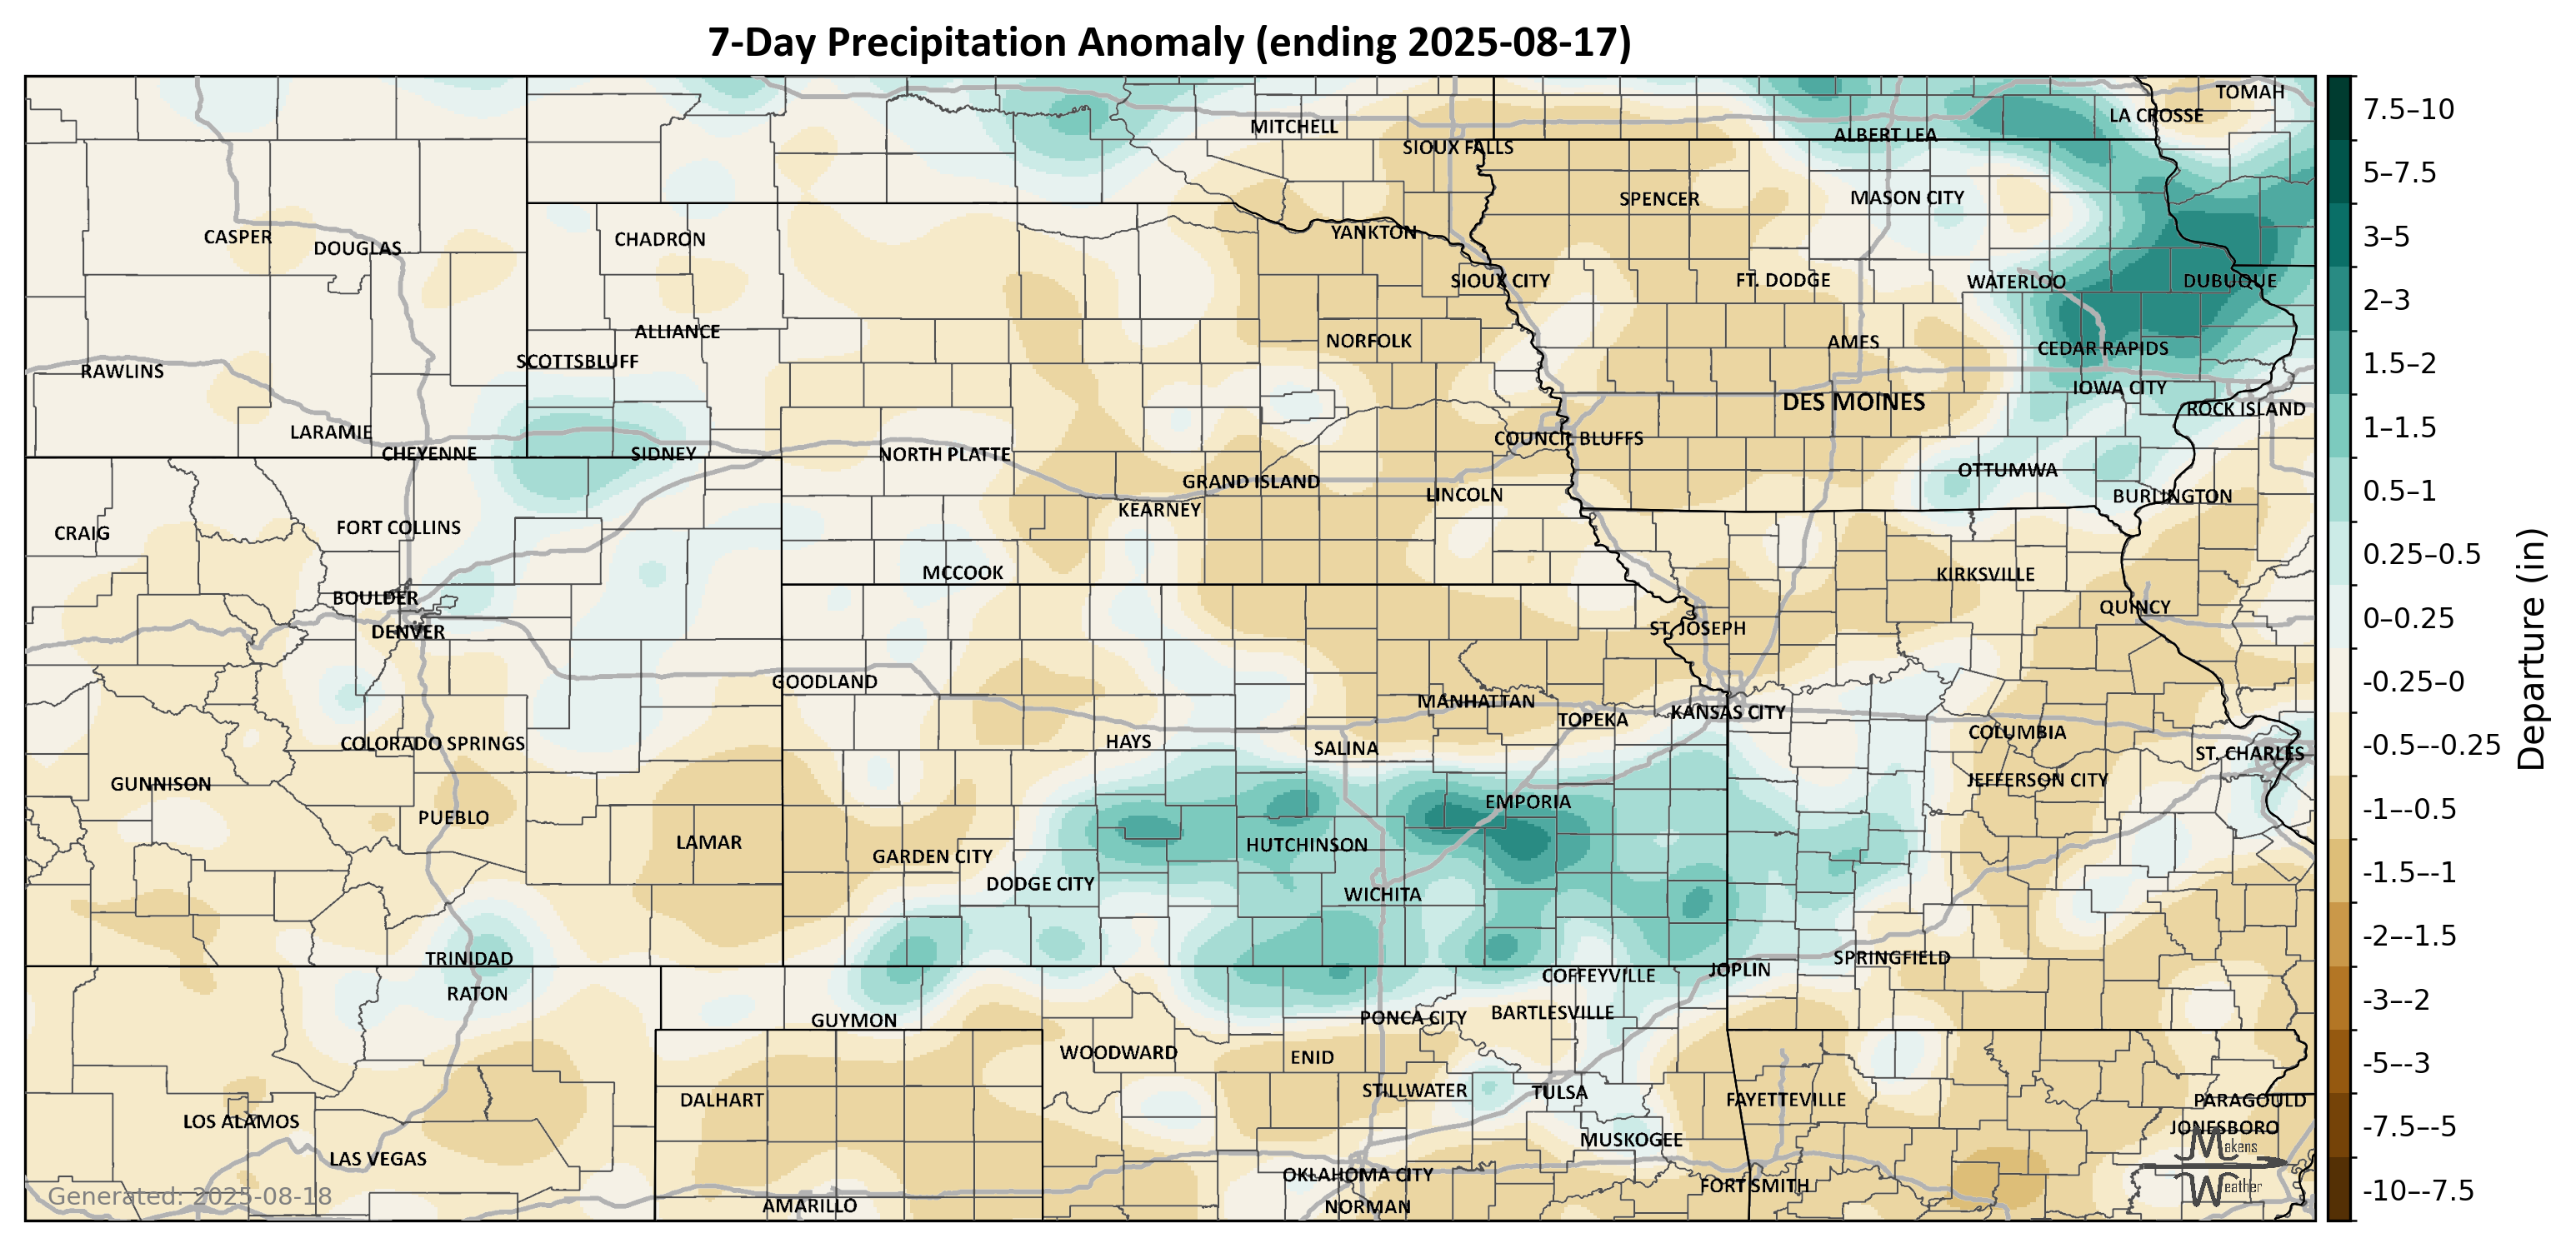 7-Day Precipitation Anomaly (ending 2025-08-17)
TOMAH
LA CROSSE
MITCHELL
ALBERT LEA
SIOUX FALLS
SPENCER
MASON CITY
YANKTON
CASPER
DOUGLAS
CHADRON
SIOUX CITY
FT. DODGE
WATERLOO
DUBUQUE
ALLIANCE
NORFOLK
AMES
CEDAR RAPIDS
SCOTTSBLUFF
RAWLINS
IOWA CITY
DES MOINES
ROCK ISLAND
LARAMIE
COUNCIL BLUFFS
CHEYENNE
SIDNEY
NORTH PLATTE
OTTUMWA
GRAND ISLAND
LINCOLN
BURLINGTON
KEARNEY
CRAIG
FORT COLLINS
MCCOOK
KIRKSVILLE
BOULDER
QUINCY
DENVER
ST. JOSEPH
GOODLAND
MANHATTAN
TOPEKA
KANSAS CITY
COLUMBIA
COLORADO SPRINGS
HAYS
SALINA
ST. CHARLES
GUNNISON
JEFFERSON CITY
PUEBLO
EMPORIA
LAMAR
GARDEN CITY
HUTCHINSON
DODGE CITY
WICHITA
TRINIDAD
SPRINGFIELD
JOPLIN
COFFEYVILLE
RATON
GUYMON
PONCA CITY
BARTLESVILLE
WOODWARD
ENID
STILLWATER
TULSA
DALHART
FAYETTEVILLE
PARAGOULD
LOS ALAMOS
JONESBORO
MUSKOGEE
LAS VEGAS
OKLAHOMA CITY
FORT SMITH
AMARILLO
NORMAN
Generated: 2025-08-18
Makens
Weather
7.5–10
5–7.5
3–5
2–3
1.5–2
1–1.5
0.5–1
0.25–0.5
0–0.25
-0.25–0
-0.5–-0.25
-1–-0.5
-1.5–-1
-2–-1.5
-3–-2
-5–-3
-7.5–-5
-10–-7.5
Departure (in)